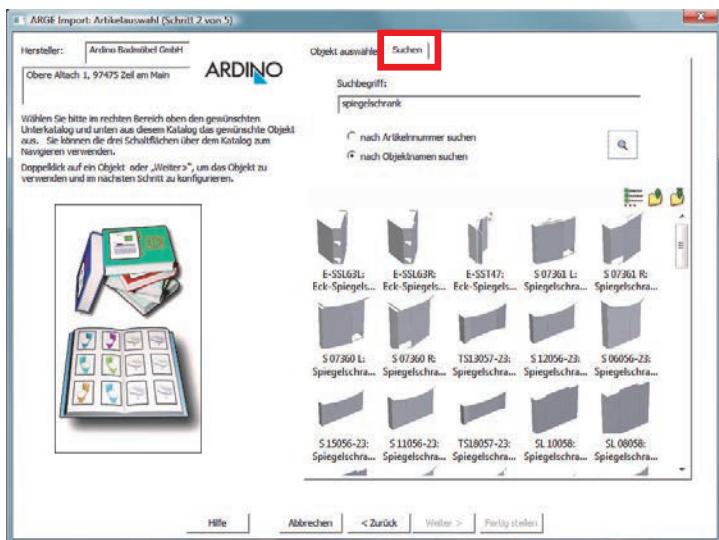 ARGE Import: Artikelauswahl (Schritt 2 von 5)
Hersteller:
Ardino Badmöbel GmbH
Obere Altach 1, 97475 Zell am Main
ARDINO
Wählen Sie bitte im rechten Bereich oben den gewünschten
Unterkatalog und unten aus diesem Katalog das gewünschte Objekt
aus. Sie können die drei Schaltflächen über dem Katalog zum
Navigieren verwenden.
Doppelklick auf ein Objekt oder „Weiter>", um das Objekt zu
verwenden und im nächsten Schritt zu konfigurieren.
Objekt auswähle
Suchen
Suchbegriff:
spiegelschrank
nach Artikelnummer suchen
nach Objektnamen suchen
E-SSL63L: E-SSL63R: E-SST47: S 07361 L: S 07361 R:
Eck-Spiegels... Eck-Spiegels... Eck-Spiegels... Spiegelschra... Spiegelschra...
S 07360 L: S 07360 R: TS13057-23: S 12056-23: S 06056-23:
Spiegelschra... Spiegelschra... Spiegelschra... Spiegelschra... Spiegelschra...
S 15056-23: S 11056-23: TS18057-23: SL 10058: SL 08058:
Spiegelschra... Spiegelschra... Spiegelschra... Spiegelschra... Spiegelschra...
Hilfe Abbrechen < Zurück Weiter > Fertig stellen